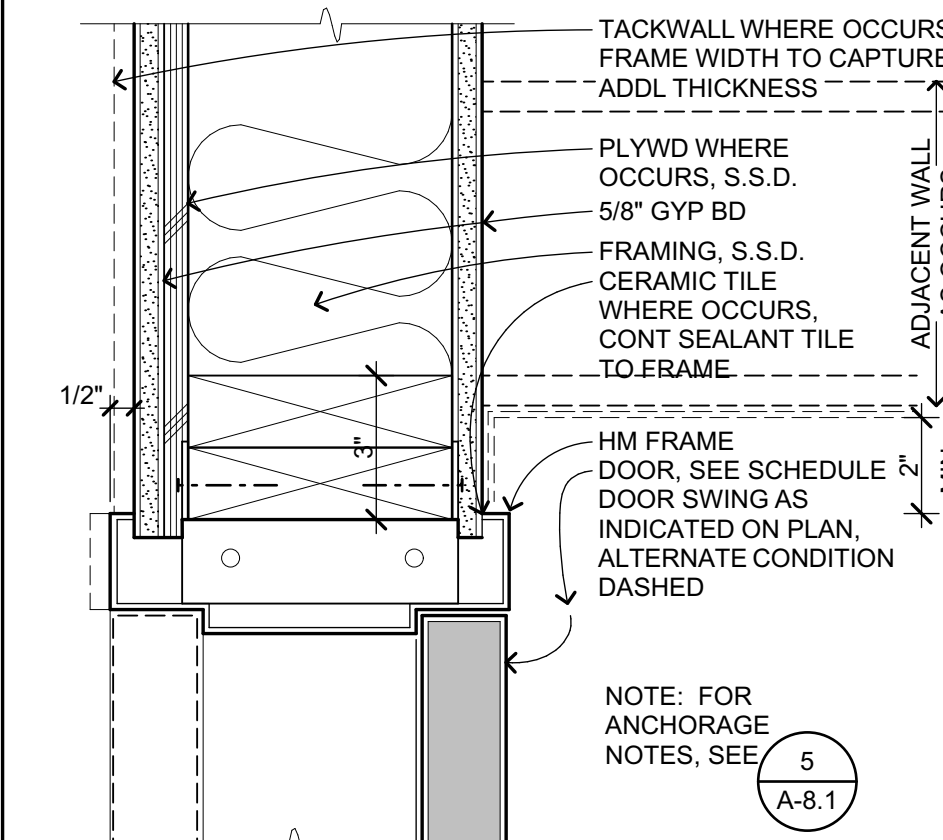 TACKWALL WHERE OCCURS
FRAME WIDTH TO CAPTURE
ADDL THICKNESS
PLYWD WHERE
OCCURS, S.S.D.
5/8" GYP BD
FRAMING, S.S.D.
CERAMIC TILE
WHERE OCCURS,
CONT SEALANT TILE
TO FRAME
ADJACENT WALL
1/2"
3"
HM FRAME
DOOR, SEE SCHEDULE
DOOR SWING AS
INDICATED ON PLAN,
ALTERNATE CONDITION
DASHED
2"
NOTE: FOR
ANCHORAGE
NOTES, SEE
5
A-8.1